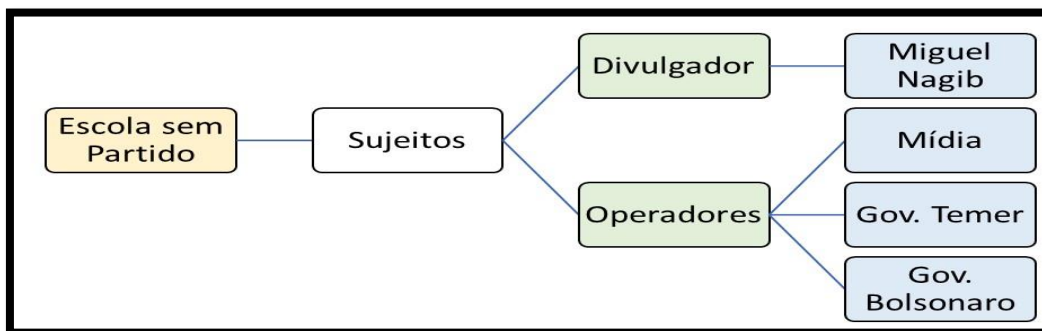 Escola sem
Partido
Sujeitos
Divulgador
Operadores
Miguel
Nagib
Mídia
Gov. Temer
Gov.
Bolsonaro